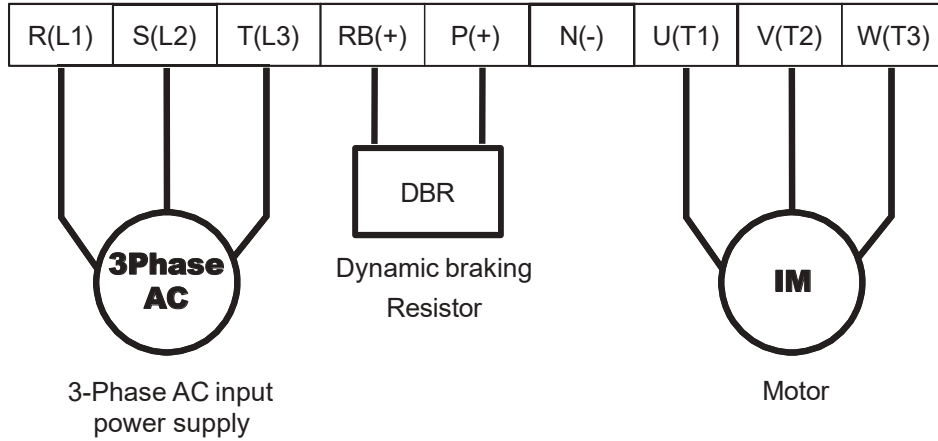 R(L1) S(L2) T(L3) RB(+) P(+) N(-) U(T1) V(T2) W(T3)
DBR
Dynamic braking
Resistor
3Phase
AC
IM
3-Phase AC input
power supply
Motor